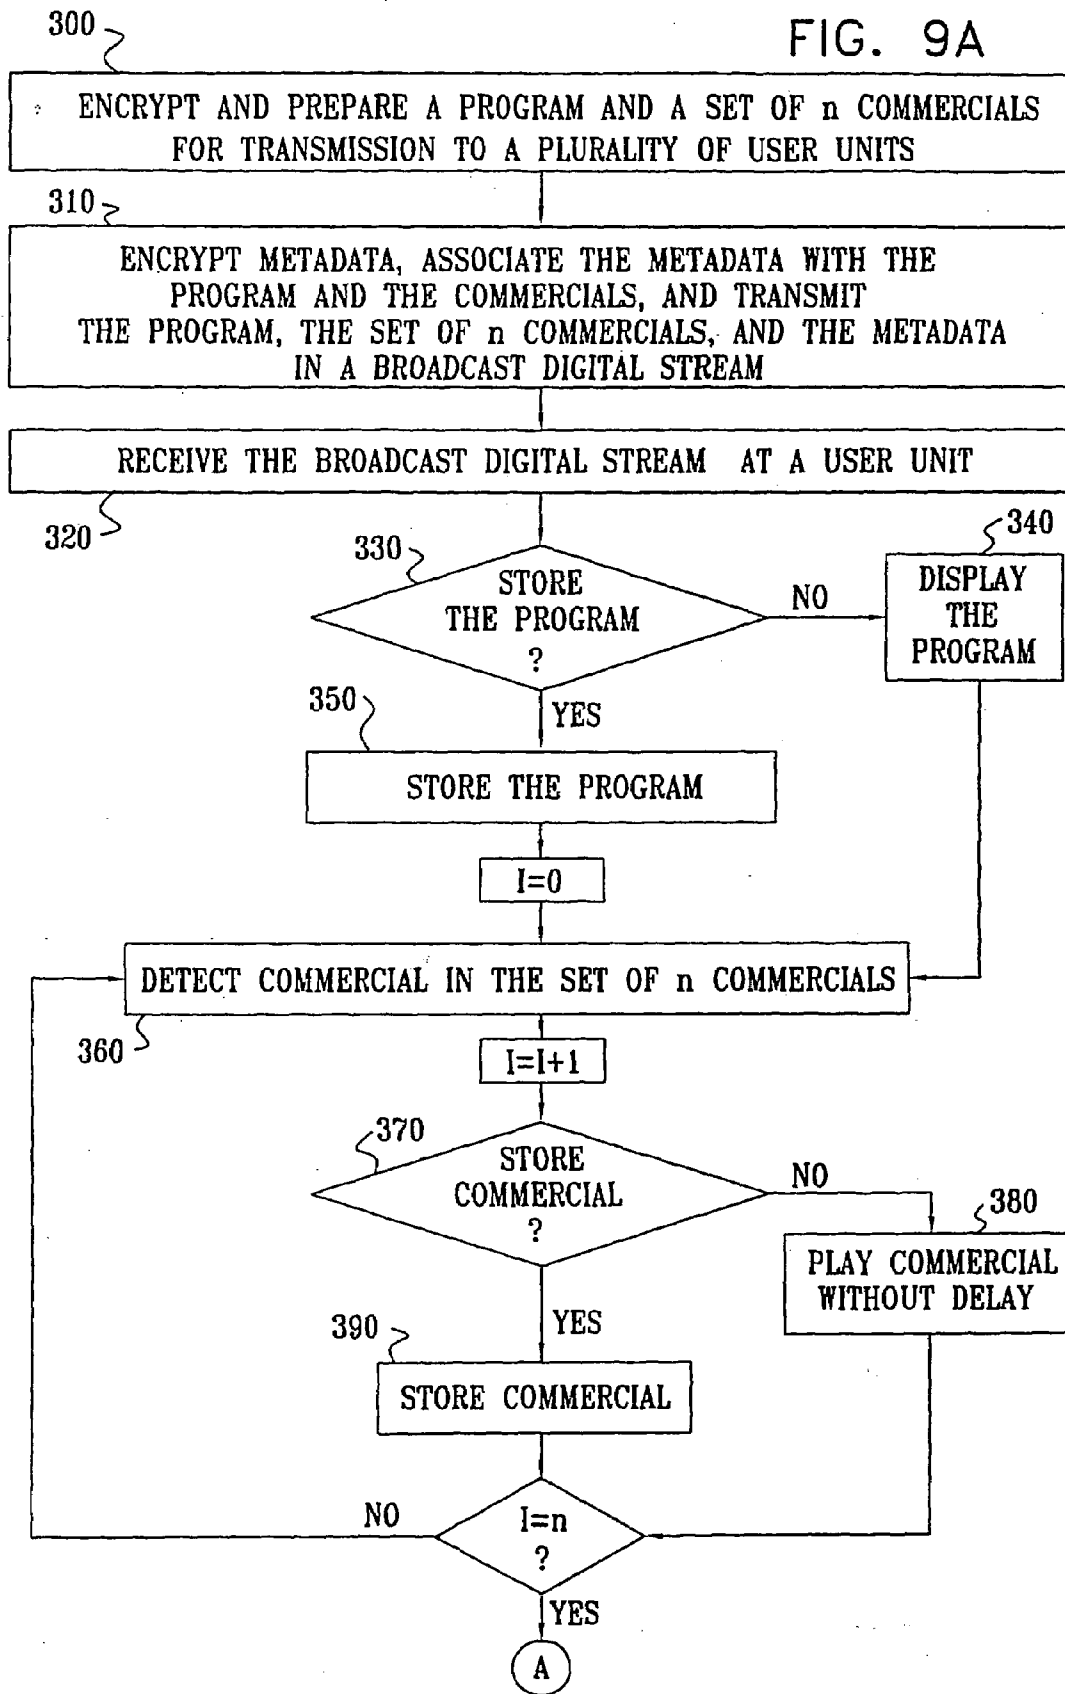 300
FIG. 9A
ENCRYPT AND PREPARE A PROGRAM AND A SET OF n COMMERCIALS
FOR TRANSMISSION TO A PLURALITY OF USER UNITS
310
ENCRYPT METADATA, ASSOCIATE THE METADATA WITH THE
PROGRAM AND THE COMMERCIALS, AND TRANSMIT
THE PROGRAM, THE SET OF n COMMERCIALS, AND THE METADATA
IN A BROADCAST DIGITAL STREAM
RECEIVE THE BROADCAST DIGITAL STREAM AT A USER UNIT
320
330
STORE
THE PROGRAM
?
NO
340
DISPLAY
THE
PROGRAM
YES
350
STORE THE PROGRAM
I=0
DETECT COMMERCIAL IN THE SET OF n COMMERCIALS
360
I=I+1
370
STORE
COMMERCIAL
?
NO
380
PLAY COMMERCIAL
WITHOUT DELAY
YES
390
STORE COMMERCIAL
I=n
?
NO
YES
A